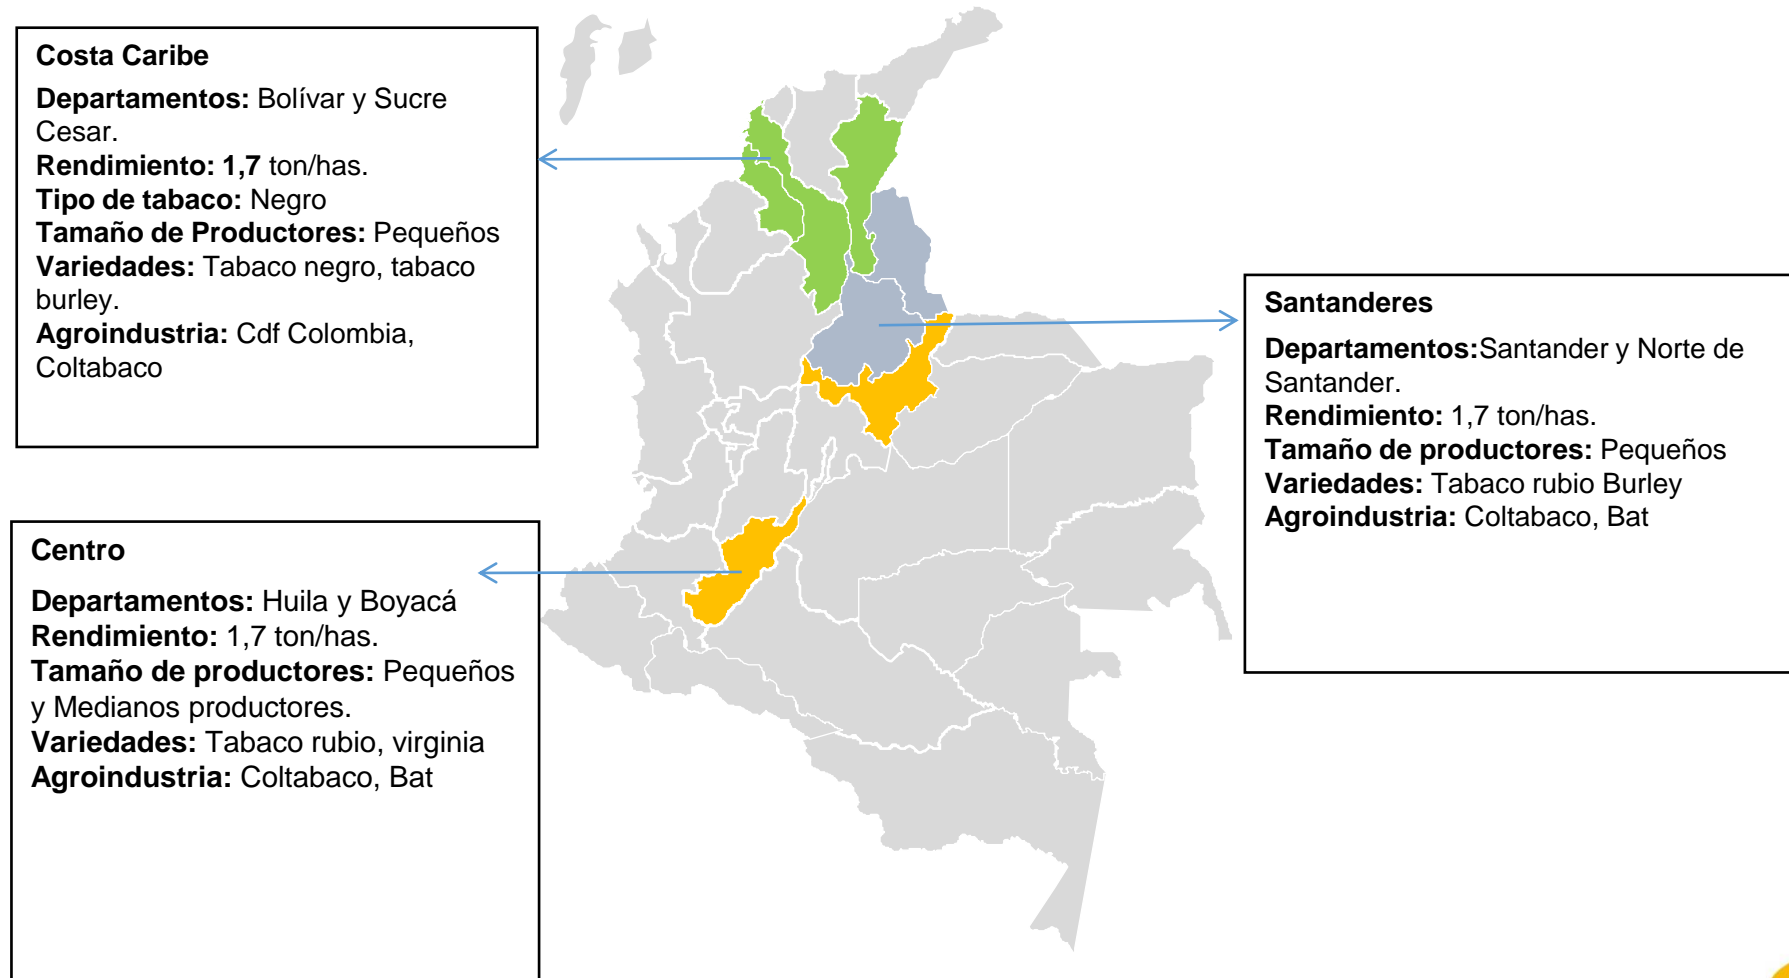 Costa Caribe
Departamentos: Bolívar y Sucre
Cesar.
Rendimiento: 1,7 ton/has.
Tipo de tabaco: Negro
Tamaño de Productores: Pequeños
Variedades: Tabaco negro, tabaco
burley.
Agroindustria: Cdf Colombia,
Coltabaco
Santanderes
Departamentos:Santander y Norte de
Santander.
Rendimiento: 1,7 ton/has.
Tamaño de productores: Pequeños
Variedades: Tabaco rubio Burley
Agroindustria: Coltabaco, Bat
Centro
Departamentos: Huila y Boyacá
Rendimiento: 1,7 ton/has.
Tamaño de productores: Pequeños
y Medianos productores.
Variedades: Tabaco rubio, virginia
Agroindustria: Coltabaco, Bat